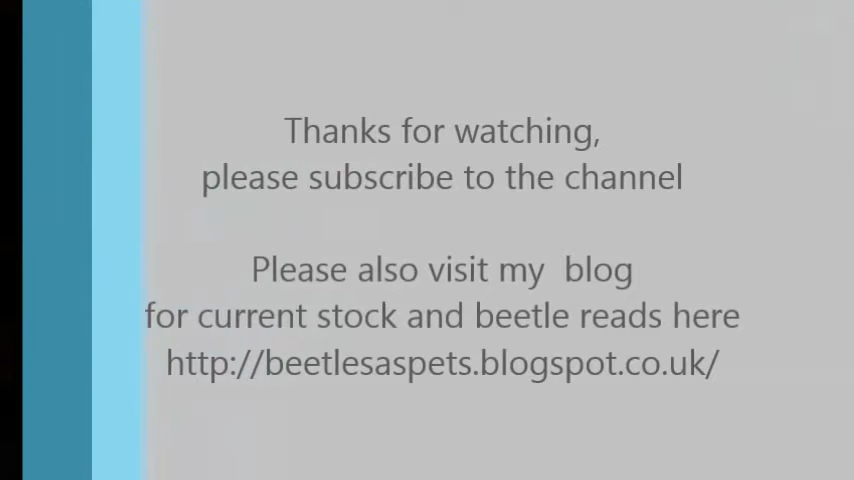 Thanks for watching,
please subscribe to the channel
Please also visit my  blog
for current stock and beetle reads here
http://beetlesaspets.blogspot.co.uk/